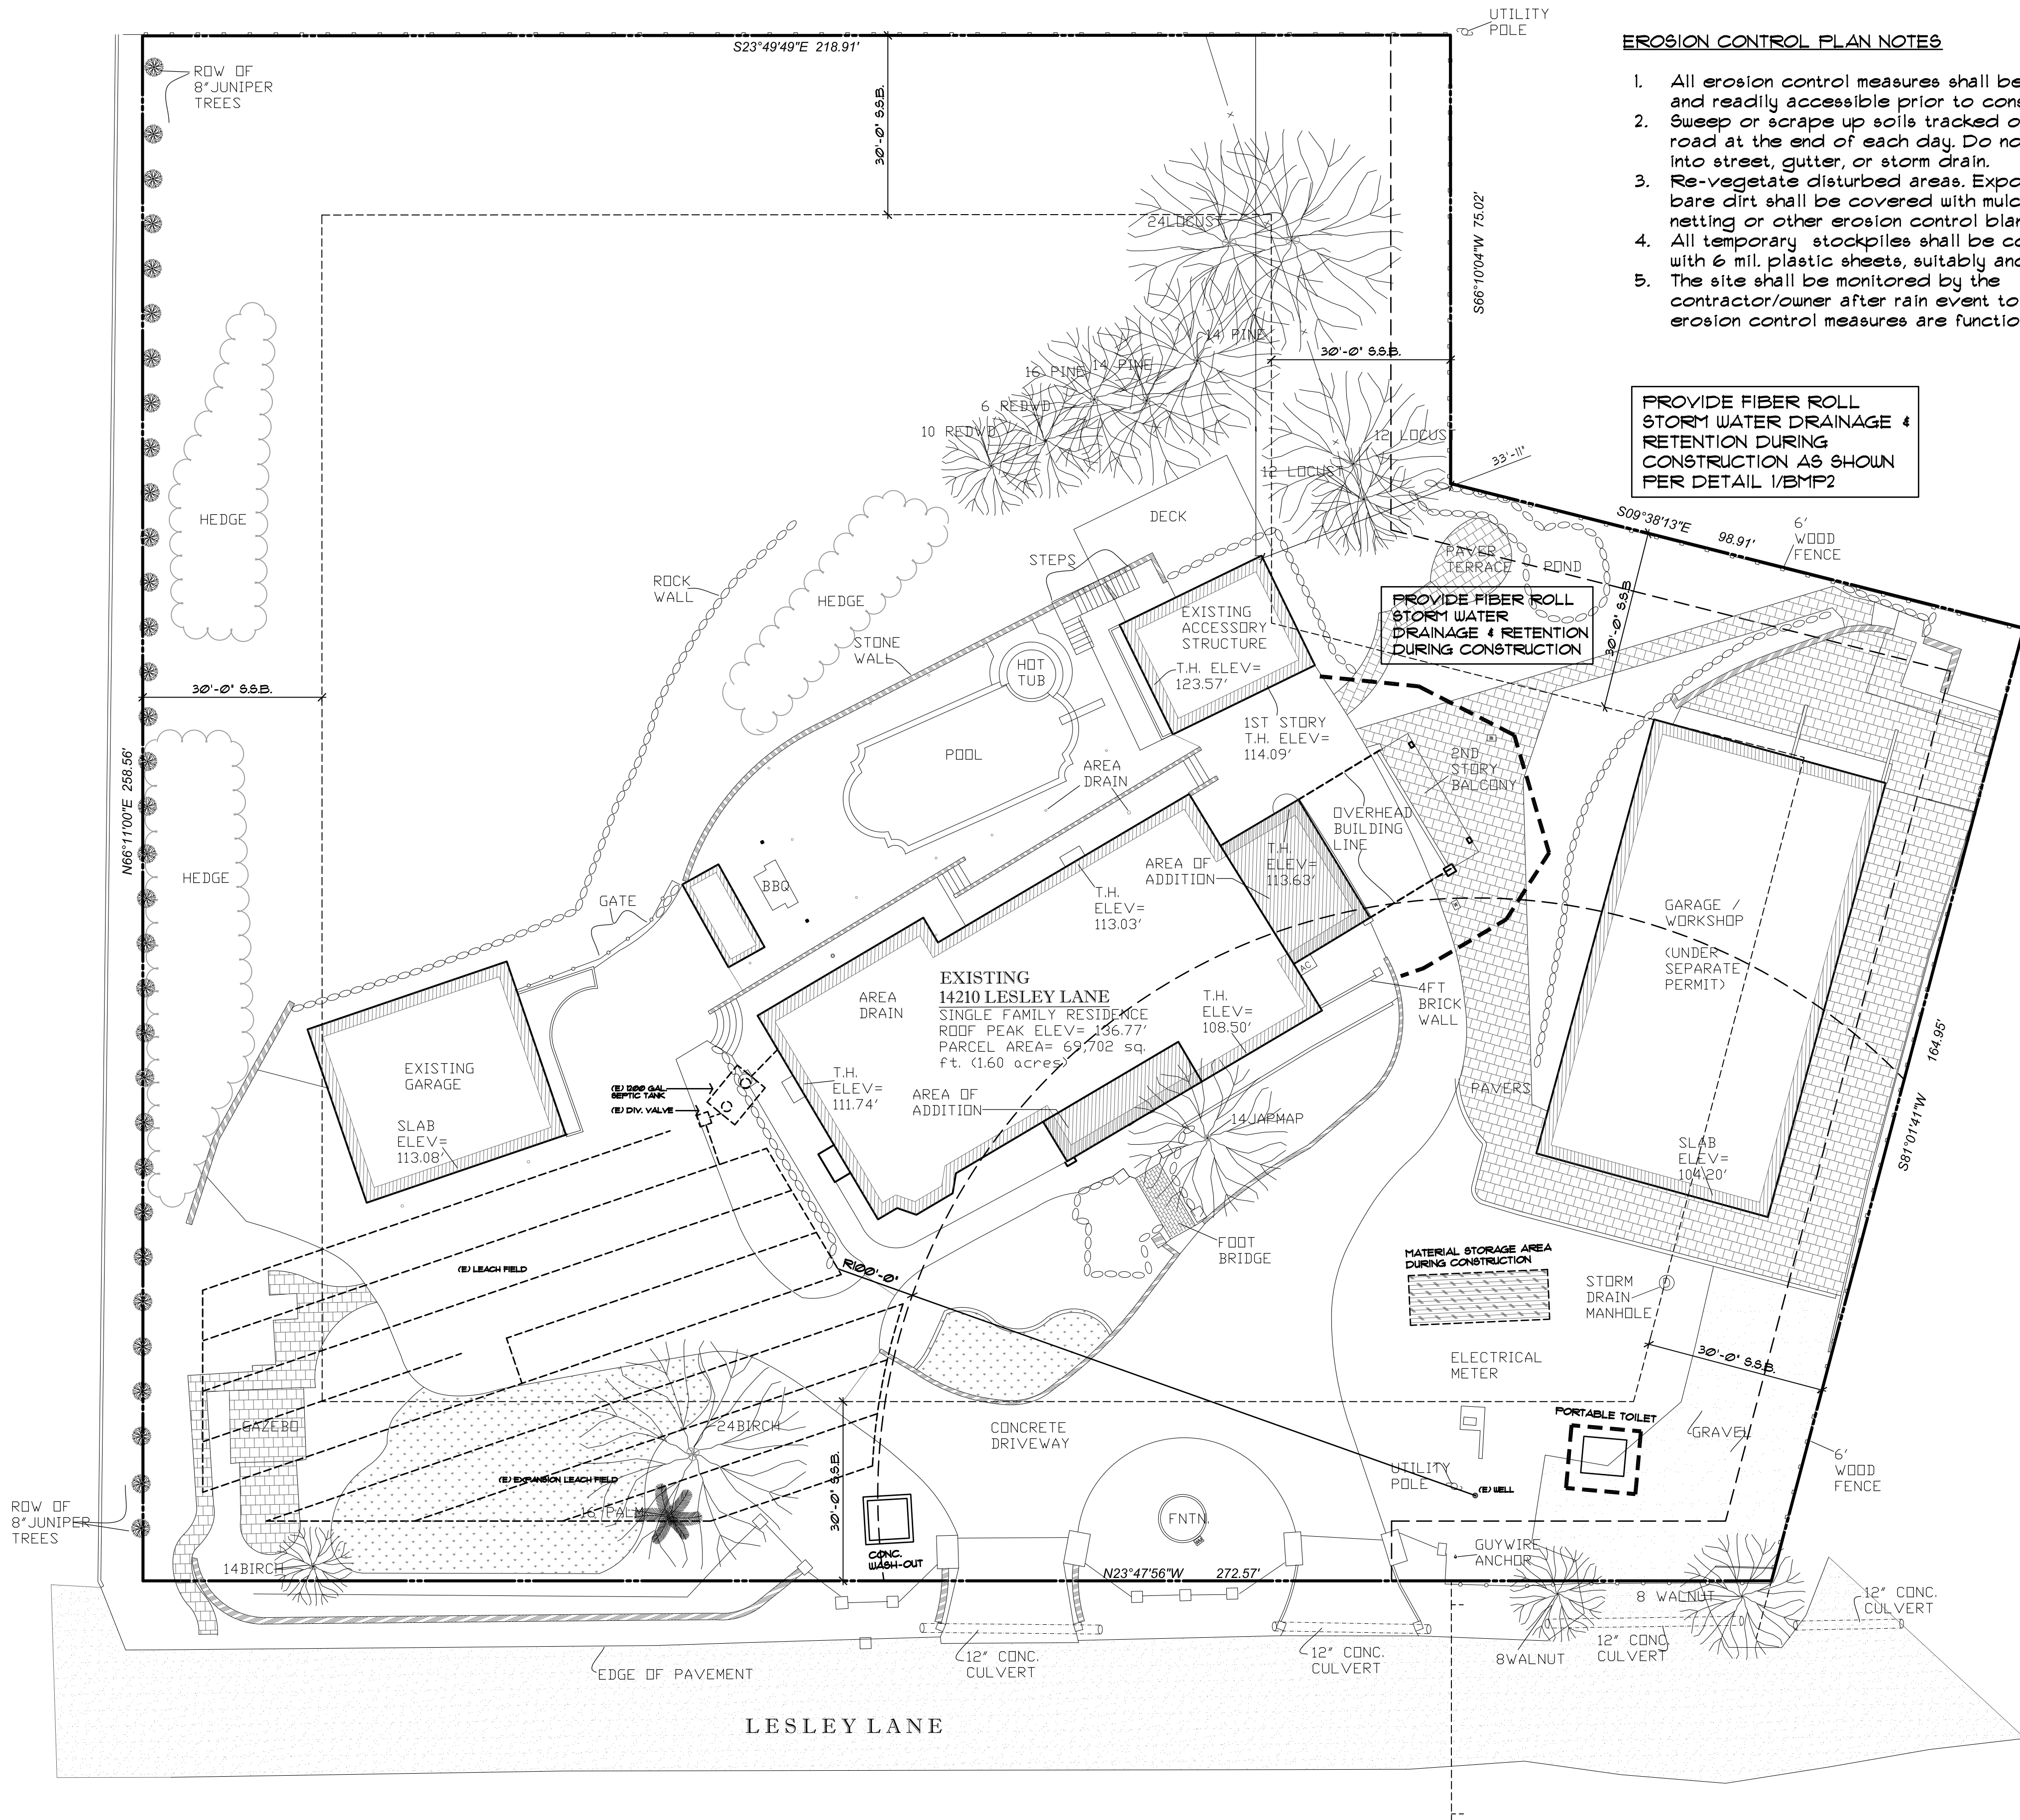 UTILITY
POLE
S23°49'49"E 218.91'
EROSION CONTROL PLAN NOTES
ROW OF
8"JUNIPER
TREES
1. All erosion control measures shall be
and readily accessible prior to
2. Sweep or scrape up soils tracked
road at the end of each day. Do
into street, gutter, or storm drain.
3. Re-vegetate disturbed areas.
bare dirt shall be covered with
netting or other erosion control
4. All temporary stockpiles shall be
with 6 mil. plastic sheets, suitably
5. The site shall be monitored by the
contractor/owner after rain event to
erosion control measures are
30'-0" S.S.B.
S66°10'04"W 75.02'
24LOCUST
14 PINE
14 PINE
16 PINE
6 REDWD
10 REDWD
30'-0" S.S.B.
12 LOCUST
12 LOCUST
33'-11"
PROVIDE FIBER ROLL
STORM WATER DRAINAGE &
RETENTION DURING
CONSTRUCTION AS SHOWN
PER DETAIL 1/BMP2
S09°38'13"E 98.91'
6'
WOOD
FENCE
HEDGE
DECK
STEPS
PAVER
TERRACE
POND
ROCK
WALL
HEDGE
STONE
WALL
EXISTING
ACCESSORY
STRUCTURE
T.H. ELEV=
123.57'
PROVIDE FIBER ROLL
STORM WATER
DRAINAGE & RETENTION
DURING CONSTRUCTION
30'-0" S.S.B.
HOT
TUB
30'-0" S.S.B.
1ST STORY
T.H. ELEV=
114.09'
POOL
AREA
DRAIN
2ND
STORY
BALCONY
N66°11'00"E 258.56'
OVERHEAD
BUILDING
LINE
T.H.
ELEV=
113.63'
AREA OF
ADDITION
HEDGE
BBQ
GATE
T.H.
ELEV=
113.03'
GARAGE /
WORKSHOP
(UNDER
SEPARATE
PERMIT)
AC
EXISTING
14210 LESLEY LANE
SINGLE FAMILY RESIDENCE
ROOF PEAK ELEV= 136.77'
PARCEL AREA= 69,702 sq.
ft. (1.60 acres)
AREA
DRAIN
T.H.
ELEV=
108.50'
4FT
BRICK
WALL
S81°01'41"W 164.95'
EXISTING
GARAGE
(E) 1200 GAL.
SEPTIC TANK
(E) DIV. VALVE
T.H.
ELEV=
111.74'
AREA OF
ADDITION
PAVERS
SLAB
ELEV=
113.08'
14JAPMAP
SLAB
ELEV=
104.20'
FOOT
BRIDGE
(E) LEACH FIELD
R100'-0"
MATERIAL STORAGE AREA
DURING CONSTRUCTION
STORM
DRAIN
MANHOLE
30'-0" S.S.B.
ELECTRICAL
METER
GAZEBO
24BIRCH
CONCRETE
DRIVEWAY
PORTABLE TOILET
GRAVEL
6'
WOOD
FENCE
(E) EXPANSION LEACH FIELD
30'-0" S.S.B.
UTILITY
POLE
(E) WELL
16 PALM
FNTN.
ROW OF
8"JUNIPER
TREES
14BIRCH
CONC.
WASH-OUT
GUYWIRE
ANCHOR
N23°47'56"W 272.57'
8 WALNUT
12" CONC.
CULVERT
12" CONC.
CULVERT
12" CONC.
CULVERT
8WALNUT
12" CONC.
CULVERT
EDGE OF PAVEMENT
LESLEY LANE